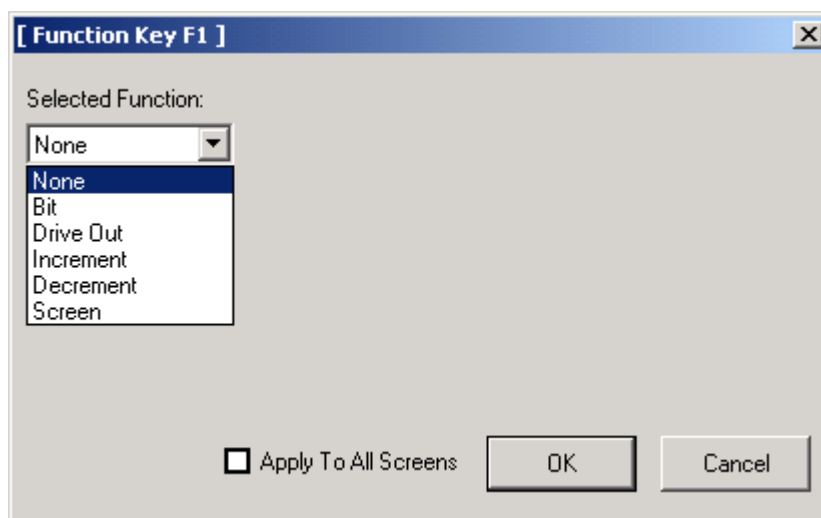 [ Function Key F1 ]
Selected Function:
None
None
Bit
Drive Out
Increment
Decrement
Screen
Apply To All Screens
OK
Cancel